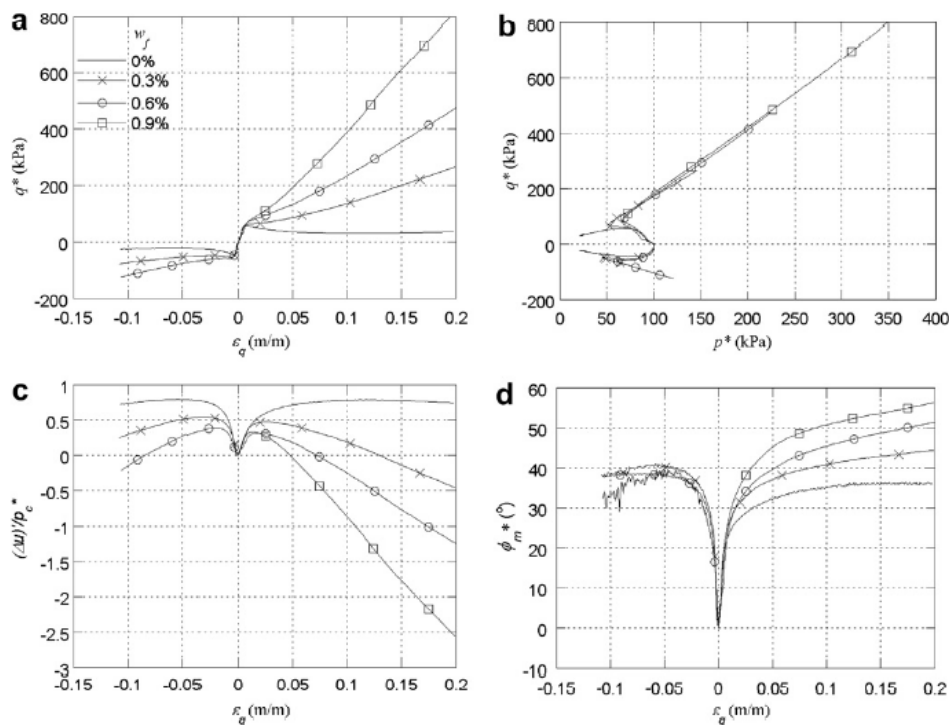 a
w_f
0%
0.3%
0.6%
0.9%
800
600
400
200
0
-200
q* (kPa)
-0.15 -0.1 -0.05 0 0.05 0.1 0.15 0.2
ε_q (m/m)
b
800
600
400
200
0
-200
q* (kPa)
0 50 100 150 200 250 300 350 400
p* (kPa)
c
1
0.5
0
-0.5
-1
-1.5
-2
-2.5
-3
(Δu)'/p_c*
-0.15 -0.1 -0.05 0 0.05 0.1 0.15 0.2
ε_q (m/m)
d
60
50
40
30
20
10
0
-10
ϕ_m* (°)
-0.15 -0.1 -0.05 0 0.05 0.1 0.15 0.2
ε_q (m/m)